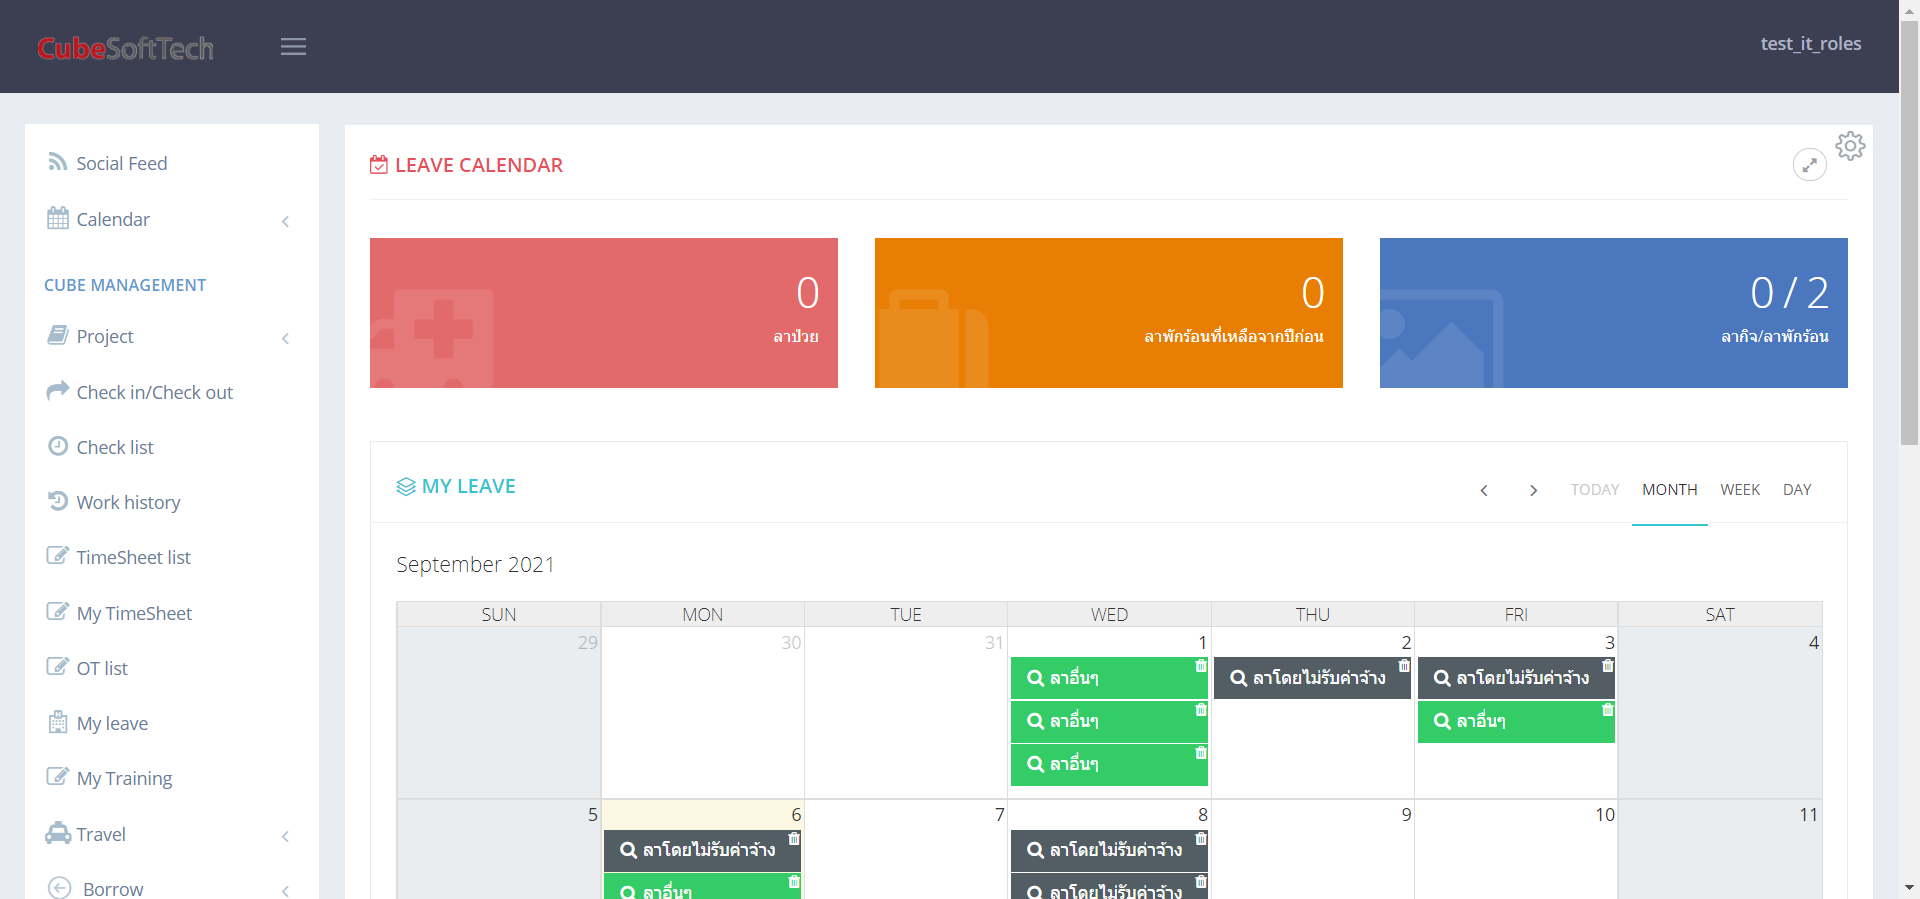 CubeSoftTech
test_it_roles
Social Feed
Calendar
CUBE MANAGEMENT
Project
Check in/Check out
Check list
Work history
TimeSheet list
My TimeSheet
OT list
My leave
My Training
Travel
Borrow
LEAVE CALENDAR
0
ลาป่วย
0
ลาพักร้อนที่เหลือจากปีก่อน
0 / 2
ลากิจ/ลาพักร้อน
MY LEAVE
TODAY MONTH WEEK DAY
September 2021
SUN MON TUE WED THU FRI SAT
29 30 31 1 2 3 4
ลาอื่นๆ ลาโดยไม่รับค่าจ้าง ลาโดยไม่รับค่าจ้าง
ลาอื่นๆ ลาอื่นๆ
ลาอื่นๆ
5 6 7 8 9 10 11
ลาโดยไม่รับค่าจ้าง ลาโดยไม่รับค่าจ้าง
ลาอื่นๆ ลาโดยไม่รับค่าจ้าง